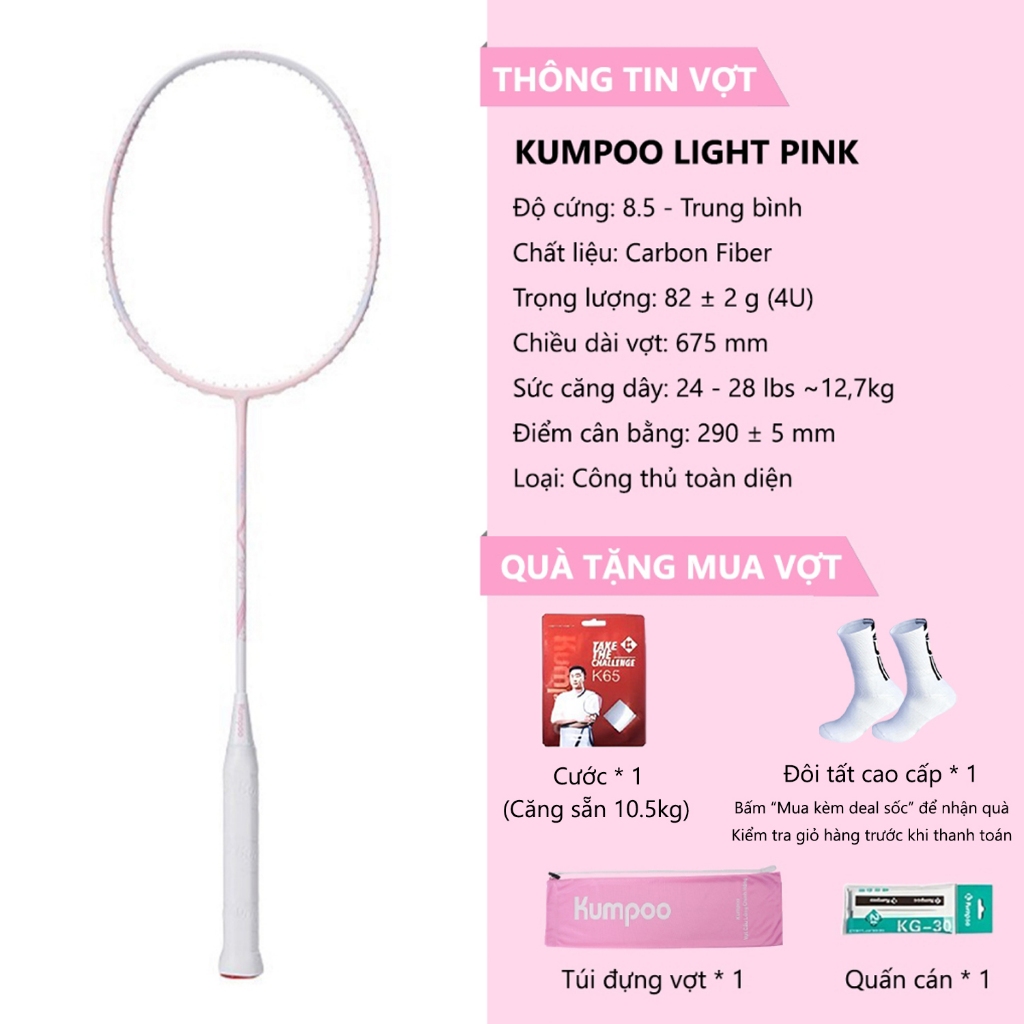 THÔNG TIN VỢT
KUMPOO LIGHT PINK
Độ cứng: 8.5 - Trung bình
Chất liệu: Carbon Fiber
Trọng lượng: 82 ± 2 g (4U)
Chiều dài vợt: 675 mm
Sức căng dây: 24 - 28 lbs ~12,7kg
Điểm cân bằng: 290 ± 5 mm
Loại: Công thủ toàn diện
QUÀ TẶNG MUA VỢT
TAKE
THE
CHALLENGE
K65
Cước * 1
(Căng sẵn 10.5kg)
Đôi tất cao cấp * 1
Bấm “Mua kèm deal sốc” để nhận quà
Kiểm tra giỏ hàng trước khi thanh toán
Kumpoo
Túi đựng vợt * 1
Kumpoo
KG-30
Quấn cán * 1
Kumpoo